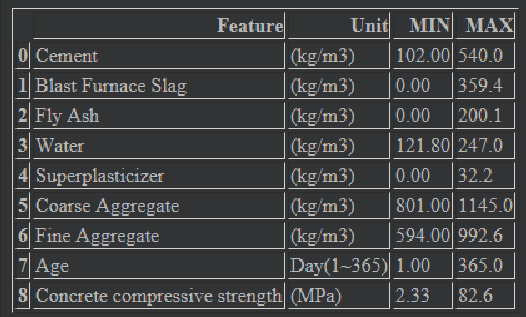 Feature Unit MIN MAX
0 Cement (kg/m3) 102.00 540.0
1 Blast Furnace Slag (kg/m3) 0.00 359.4
2 Fly Ash (kg/m3) 0.00 200.1
3 Water (kg/m3) 121.80 247.0
4 Superplasticizer (kg/m3) 0.00 32.2
5 Coarse Aggregate (kg/m3) 801.00 1145.0
6 Fine Aggregate (kg/m3) 594.00 992.6
7 Age Day(1~365) 1.00 365.0
8 Concrete compressive strength (MPa) 2.33 82.6